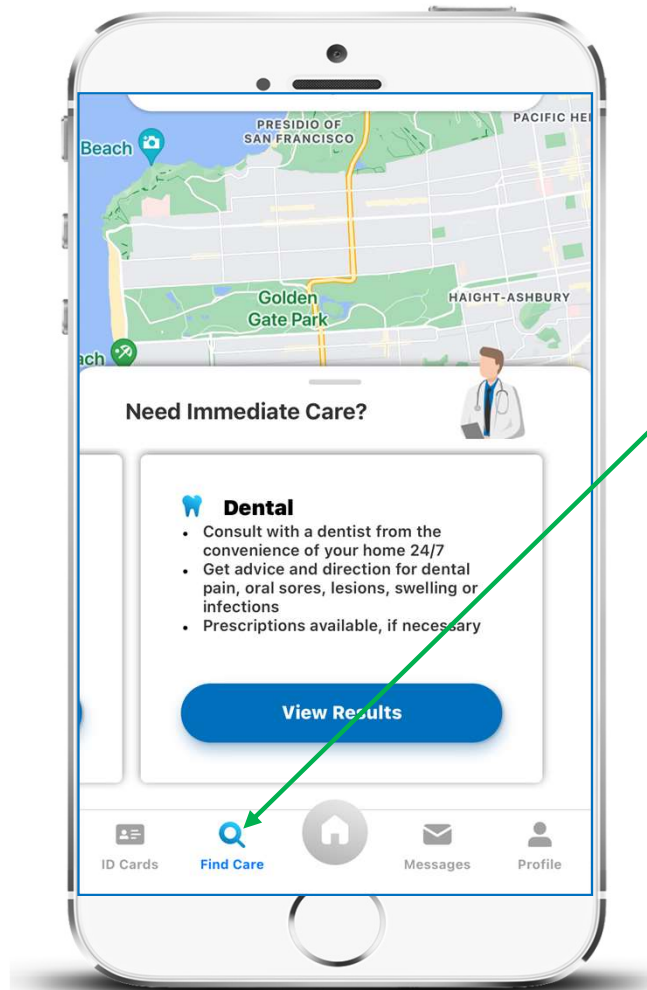 PRESIDIO OF
SAN FRANCISCO
PACIFIC HEI
Beach
Golden
Gate Park
HAIGHT-ASHBURY
ach
Need Immediate Care?
Dental
• Consult with a dentist from the
convenience of your home 24/7
• Get advice and direction for dental
pain, oral sores, lesions, swelling or
infections
• Prescriptions available, if necessary
View Results
ID Cards
Find Care
Messages
Profile